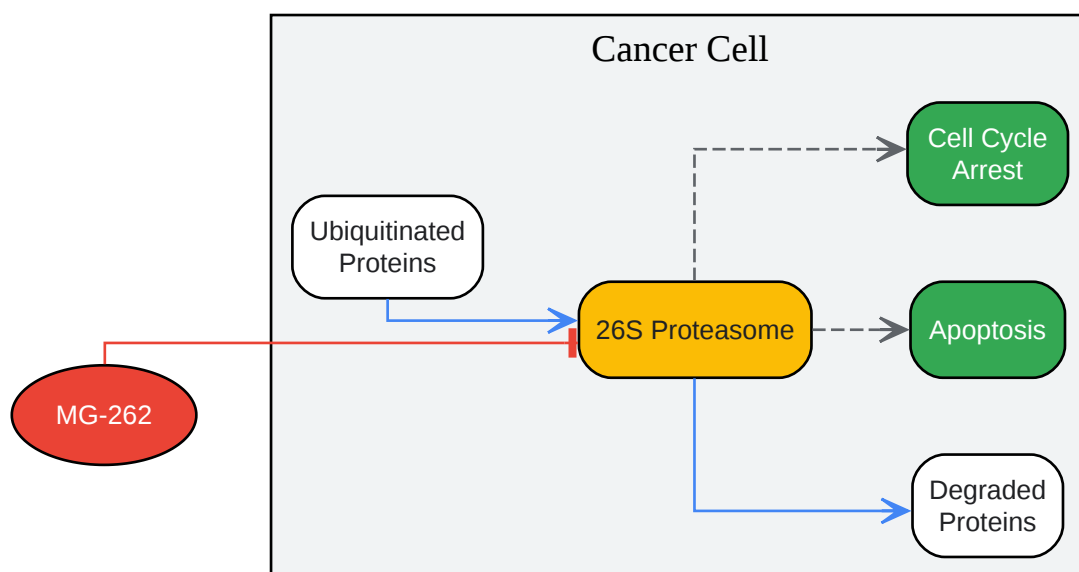 Cancer Cell
Cell Cycle
Arrest
Ubiquitinated
Proteins
26S Proteasome
Apoptosis
MG-262
Degraded
Proteins